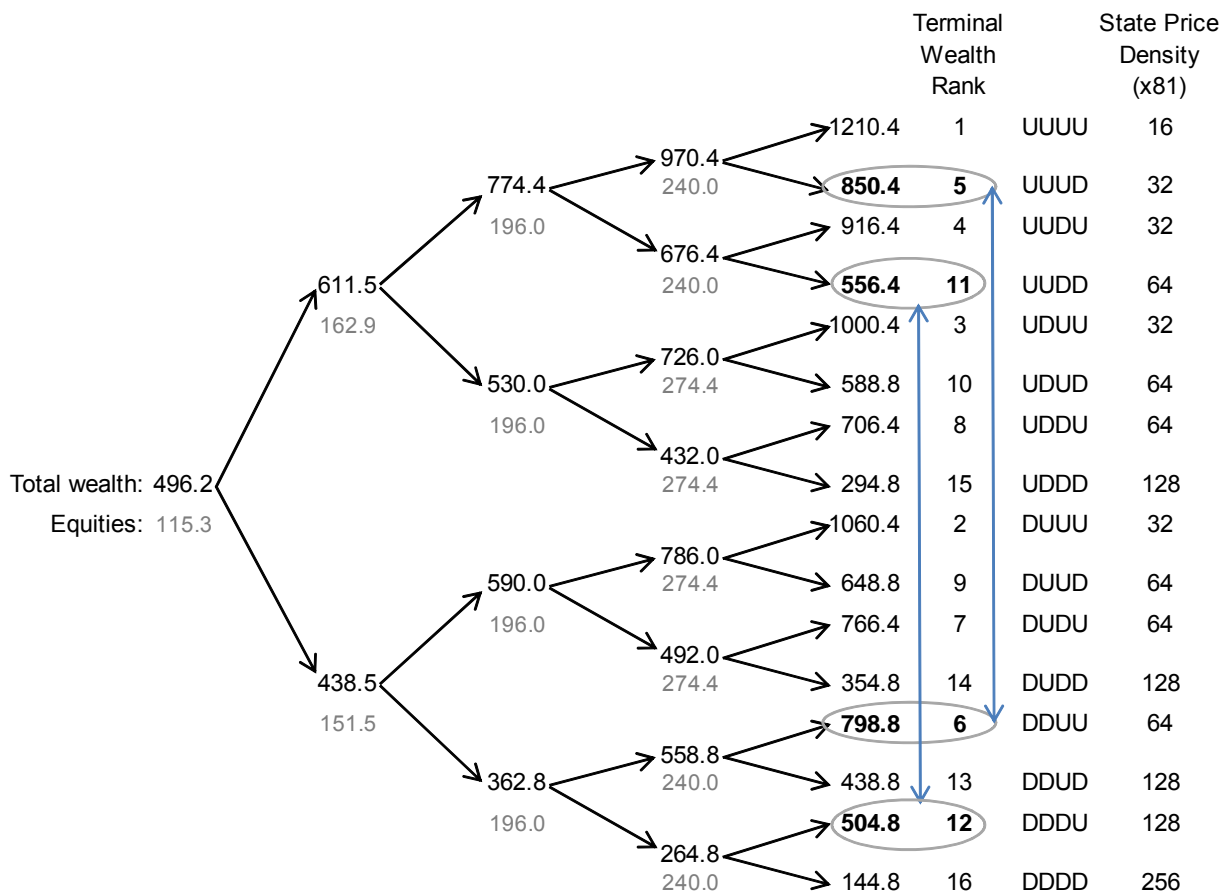 Terminal Wealth Rank
State Price Density (x81)
1210.4 1 UUUU 16
970.4
240.0
850.4 5 UUUD 32
774.4
196.0
916.4 4 UUDU 32
676.4
240.0
556.4 11 UUDD 64
611.5
162.9
1000.4 3 UDUU 32
726.0
274.4
588.8 10 UDUD 64
530.0
196.0
706.4 8 UDDU 64
432.0
274.4
294.8 15 UDDD 128
Total wealth: 496.2
Equities: 115.3
1060.4 2 DUUU 32
786.0
274.4
648.8 9 DUUD 64
590.0
196.0
766.4 7 DUDU 64
492.0
274.4
354.8 14 DUDD 128
438.5
151.5
798.8 6 DDUU 64
558.8
240.0
438.8 13 DDUD 128
362.8
196.0
504.8 12 DDDU 128
264.8
240.0
144.8 16 DDDD 256